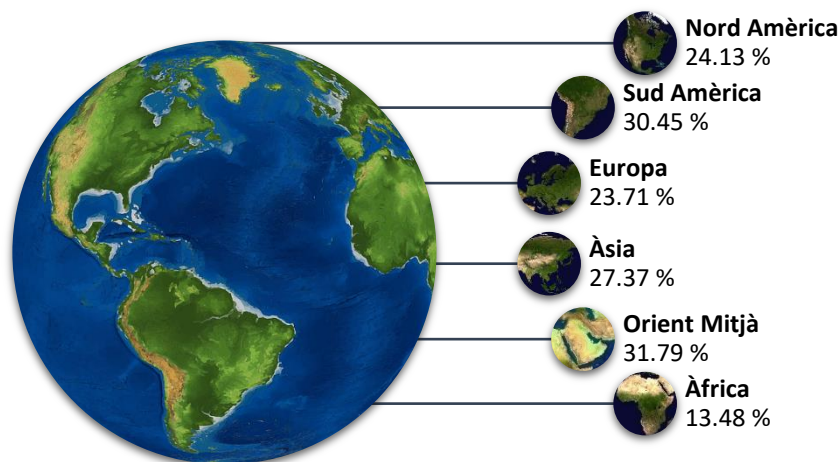 Nord Amèrica
24.13 %
Sud Amèrica
30.45 %
Europa
23.71 %
Àsia
27.37 %
Orient Mitjà
31.79 %
Àfrica
13.48 %